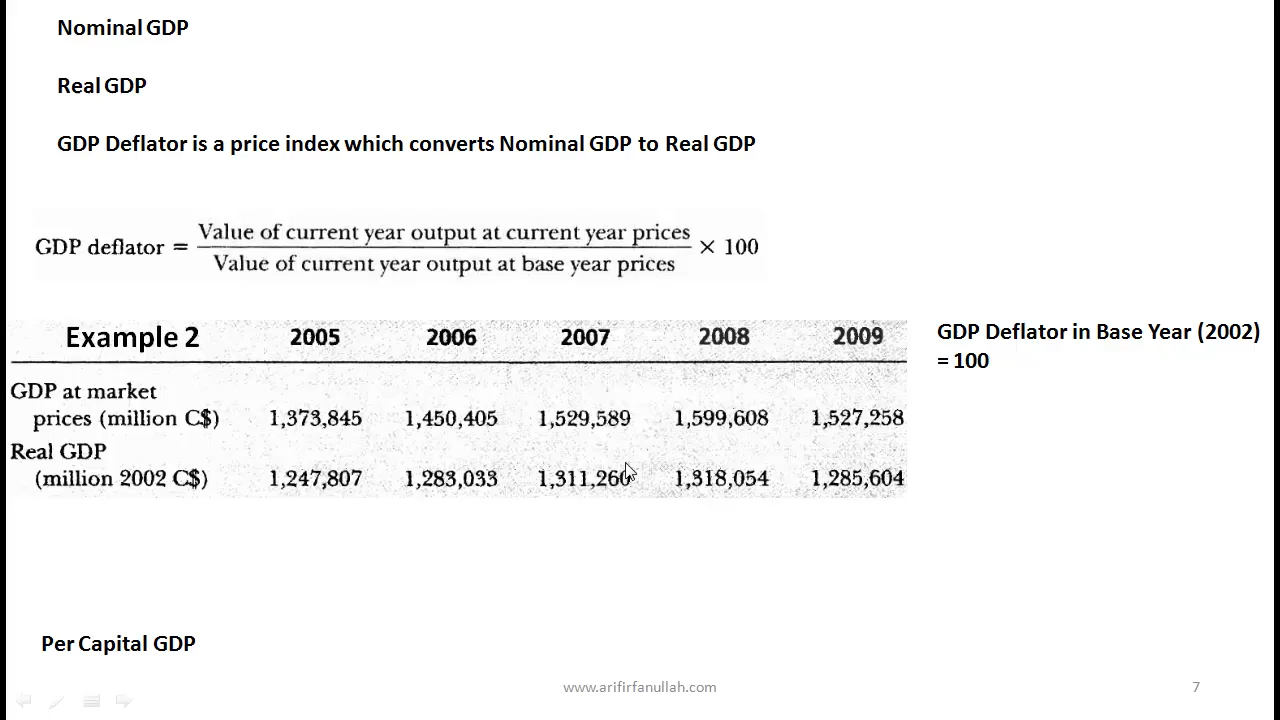 Nominal GDP
Real GDP
GDP Deflator is a price index which converts Nominal GDP to Real GDP
GDP deflator = Value of current year output at current year prices / Value of current year output at base year prices × 100
Example 2 2005 2006 2007 2008 2009
GDP Deflator in Base Year (2002)
= 100
GDP at market
prices (million C$) 1,373,845 1,450,405 1,529,589 1,599,608 1,527,258
Real GDP
(million 2002 C$) 1,247,807 1,283,033 1,311,260 1,318,054 1,285,604
Per Capital GDP
www.arifirfanullah.com 7